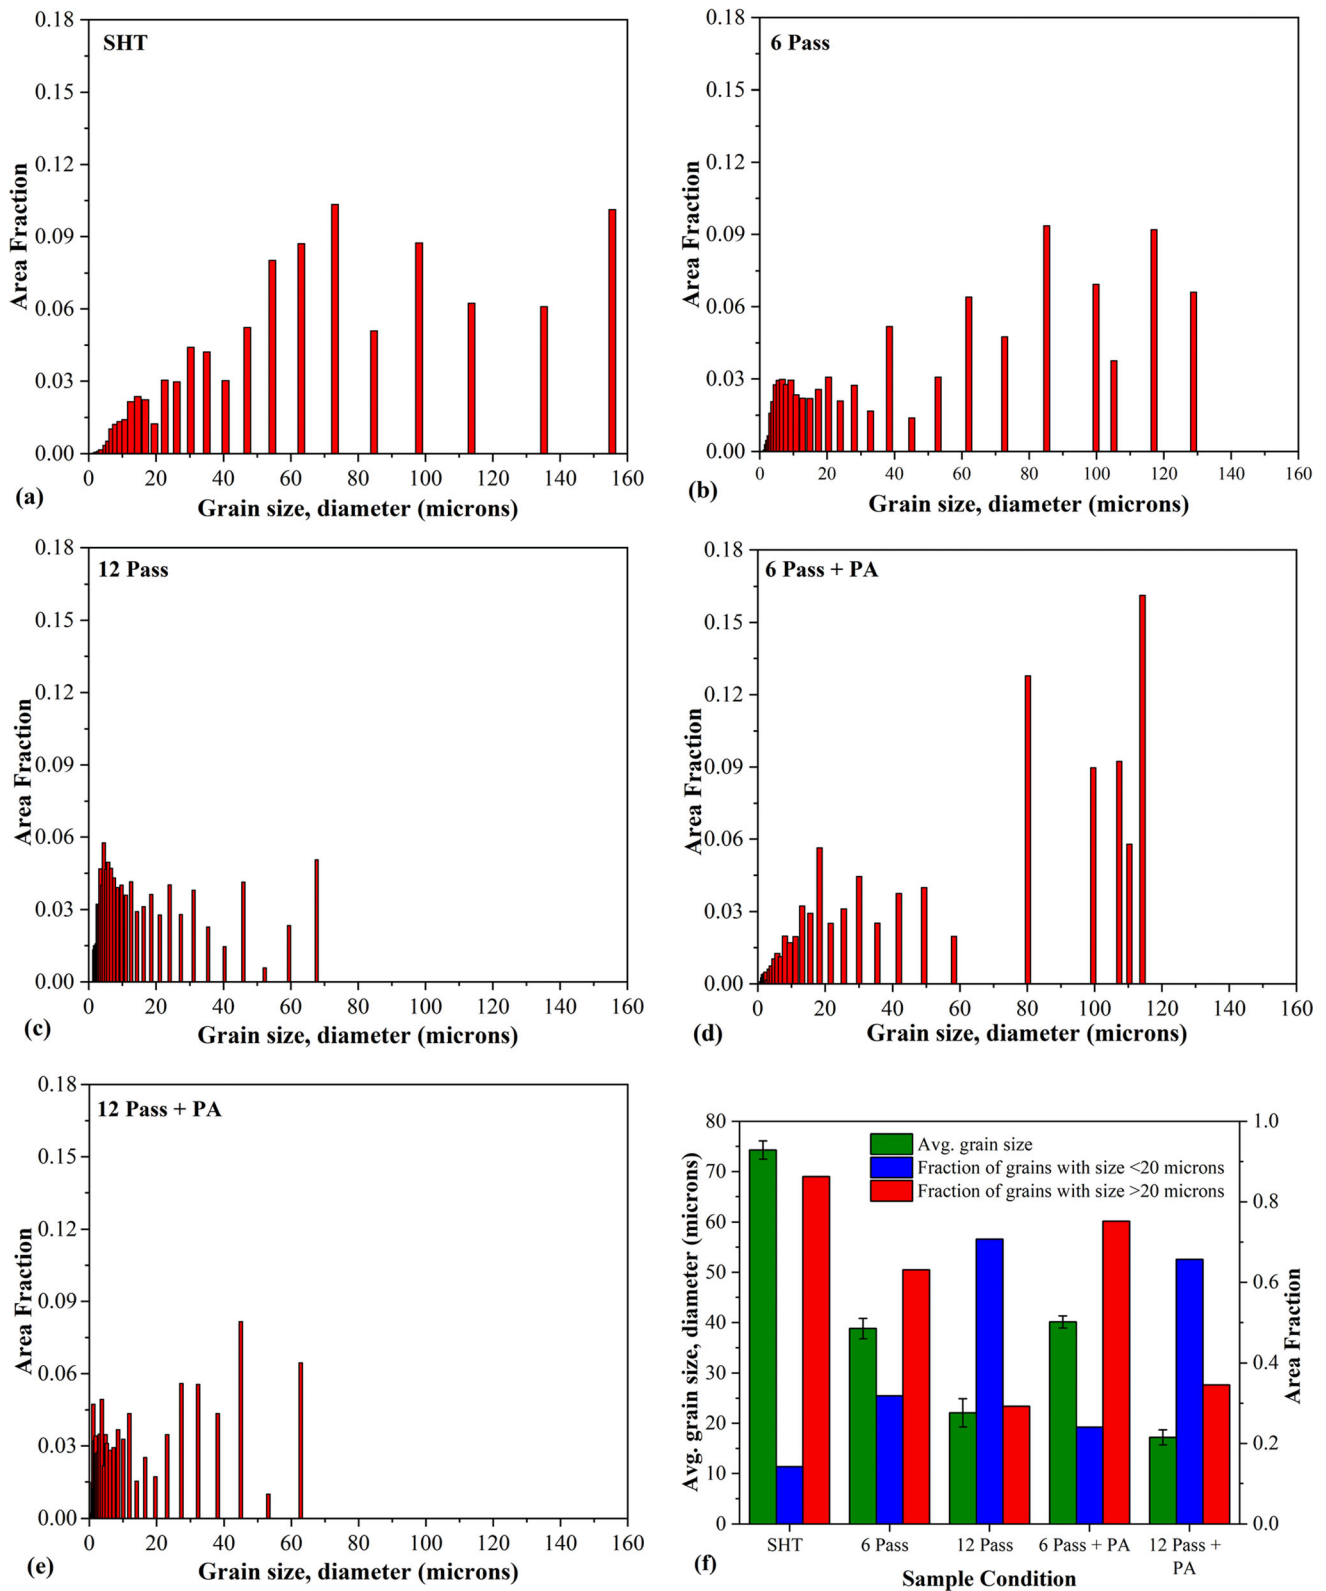 SHT
0.18
0.15
0.12
0.09
0.06
0.03
0.00
Area Fraction
0 20 40 60 80 100 120 140 160
Grain size, diameter (microns)
(a)
6 Pass
0.18
0.15
0.12
0.09
0.06
0.03
0.00
Area Fraction
0 20 40 60 80 100 120 140 160
Grain size, diameter (microns)
(b)
12 Pass
0.18
0.15
0.12
0.09
0.06
0.03
0.00
Area Fraction
0 20 40 60 80 100 120 140 160
Grain size, diameter (microns)
(c)
6 Pass + PA
0.18
0.15
0.12
0.09
0.06
0.03
0.00
Area Fraction
0 20 40 60 80 100 120 140 160
Grain size, diameter (microns)
(d)
12 Pass + PA
0.18
0.15
0.12
0.09
0.06
0.03
0.00
Area Fraction
0 20 40 60 80 100 120 140 160
Grain size, diameter (microns)
(e)
Avg. grain size
Fraction of grains with size <20 microns
Fraction of grains with size >20 microns
80
70
60
50
40
30
20
10
0
Avg. grain size, diameter (microns)
1.0
0.8
0.6
0.4
0.2
0.0
Area Fraction
SHT 6 Pass 12 Pass 6 Pass + PA 12 Pass +
PA
Sample Condition
(f)